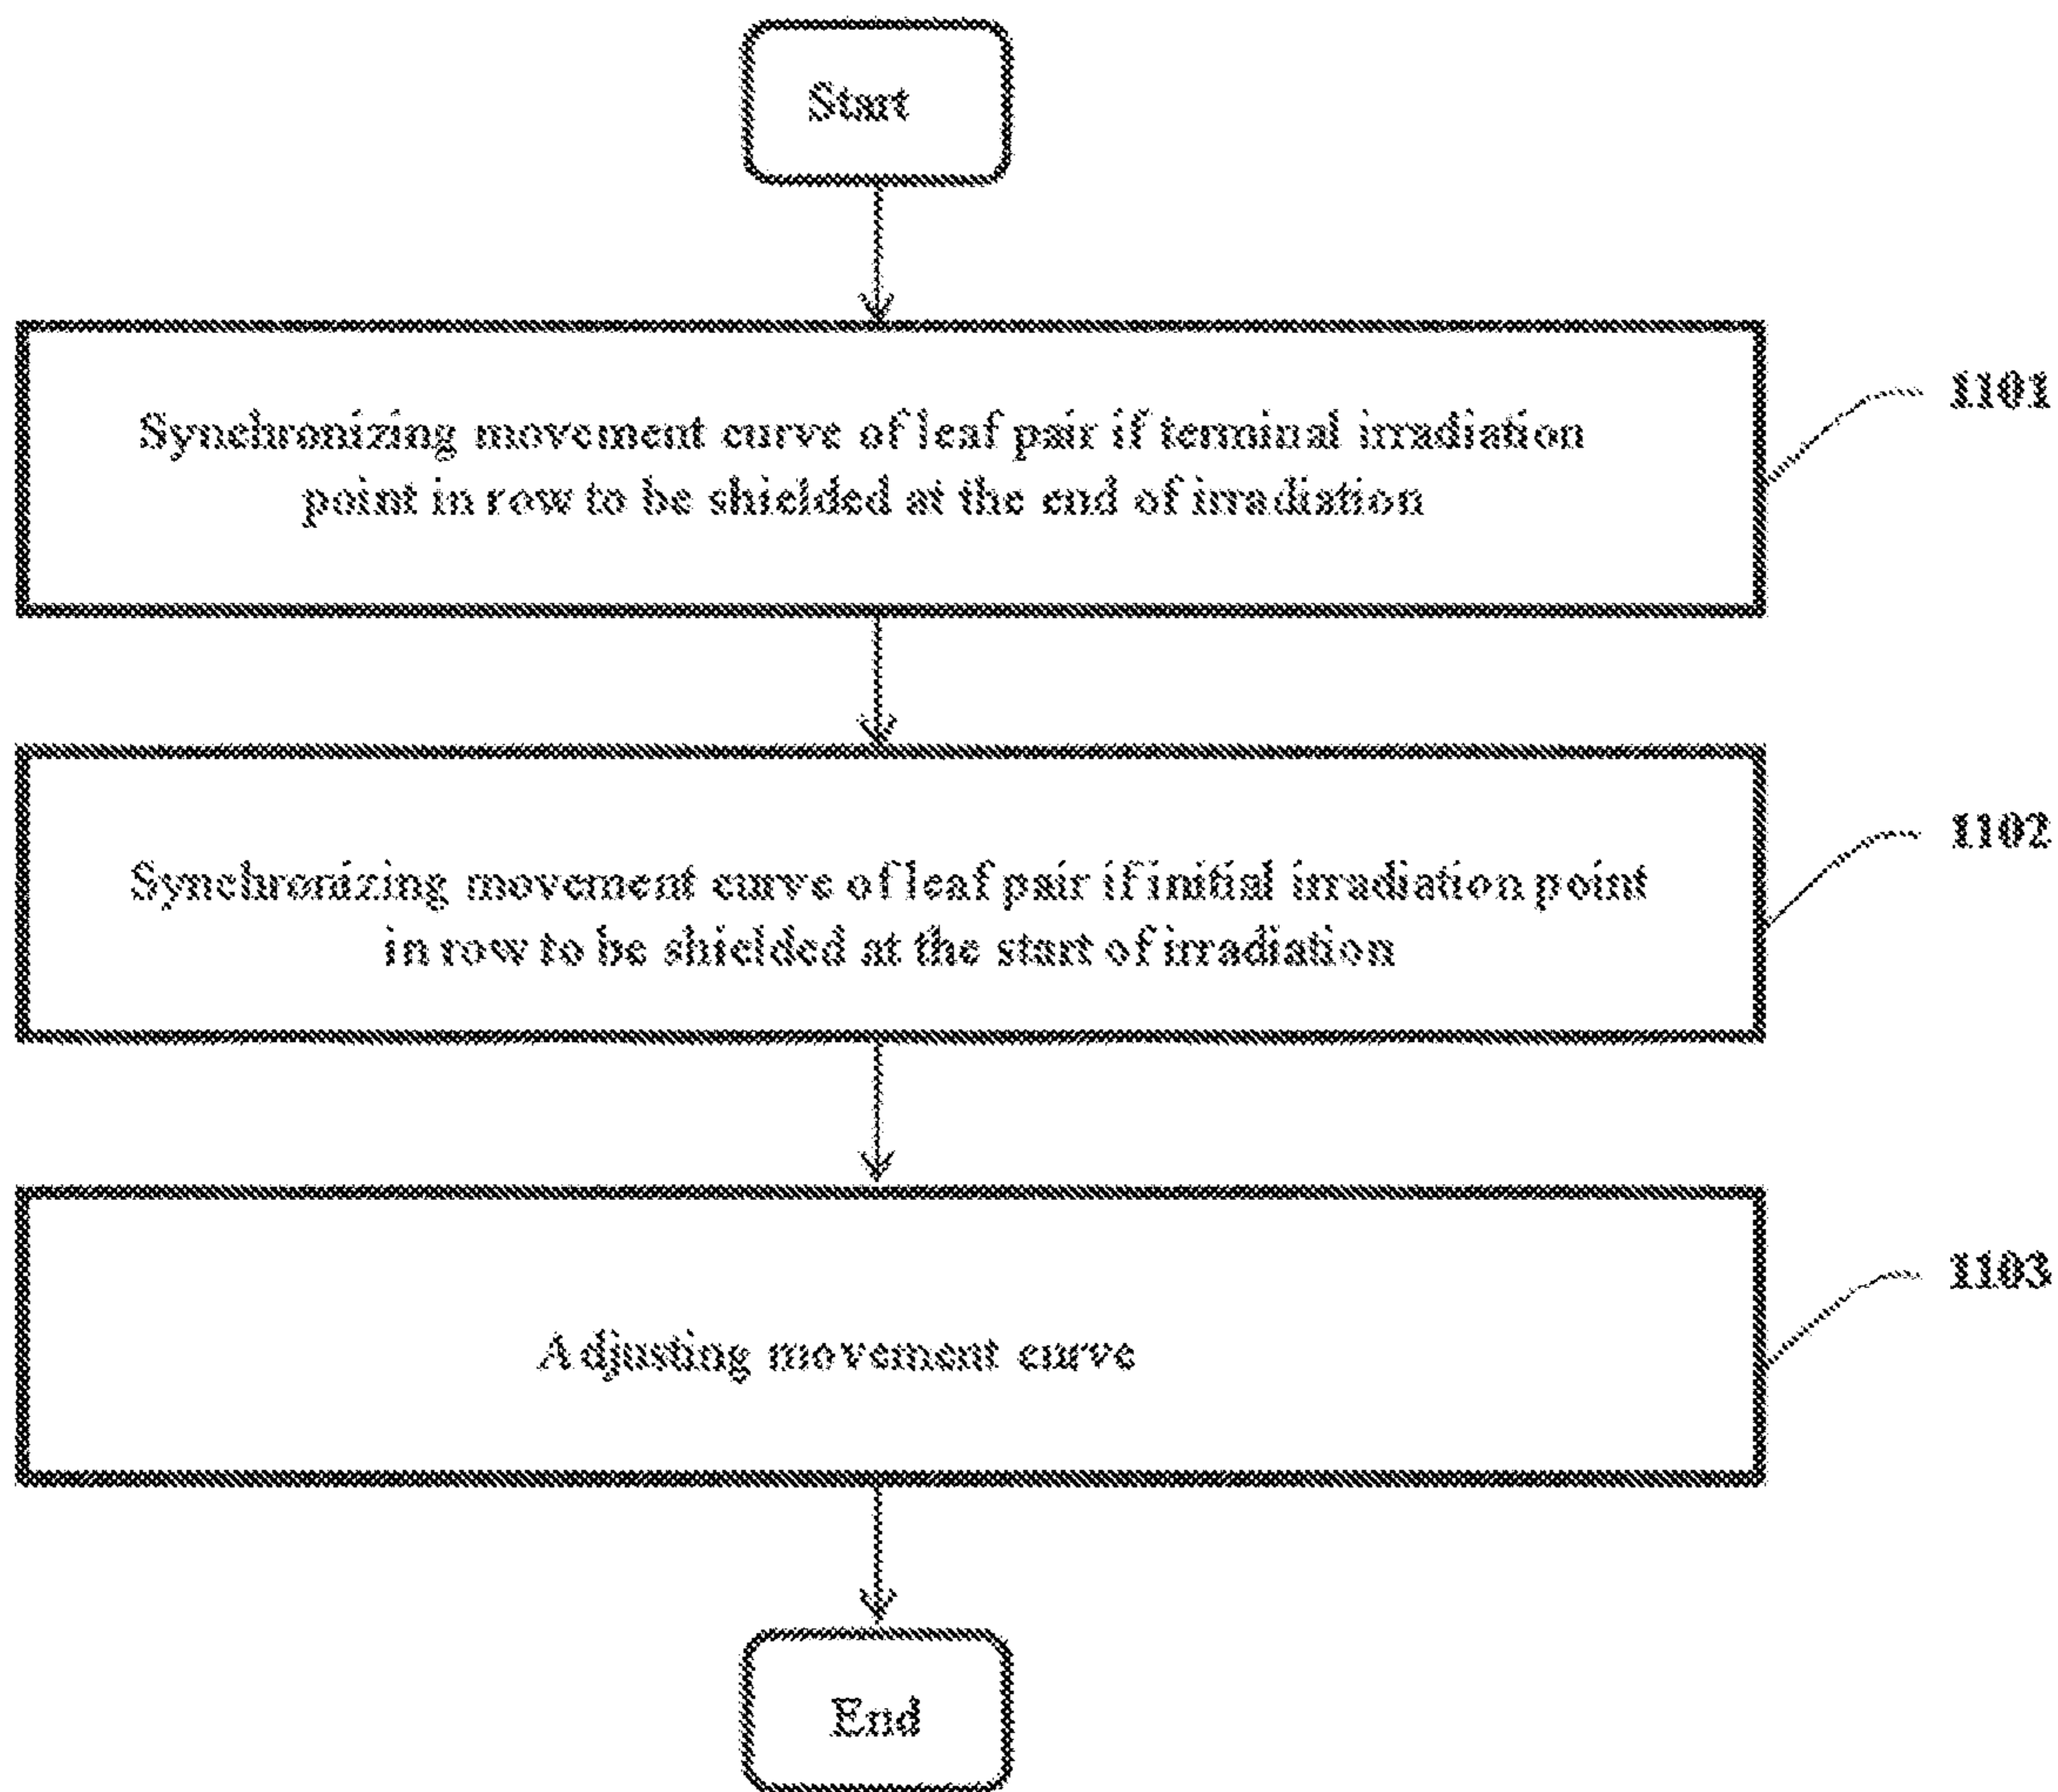 Start
Synchronizing movement curve of leaf pair if terminal irradiation
point in row to be shielded at the end of irradiation
1101
Synchronizing movement curve of leaf pair if initial irradiation point
in row to be shielded at the start of irradiation
1102
Adjusting movement curve
1103
End